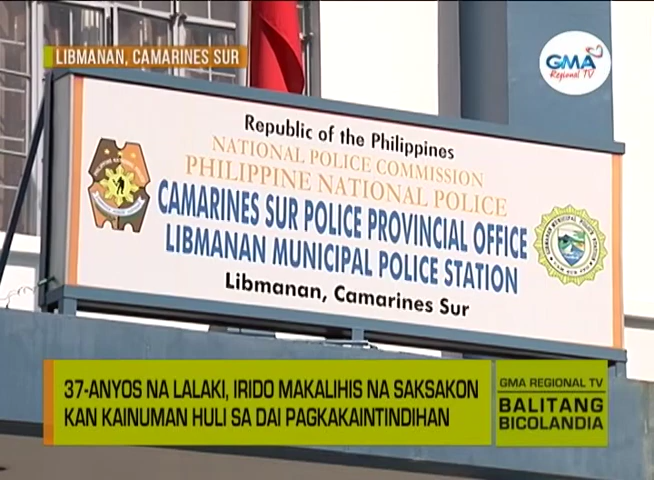 LIBMANAN, CAMARINES SUR
GMA
Regional TV
Republic of the Philippines
NATIONAL POLICE COMMISSION
PHILIPPINE NATIONAL POLICE
CAMARINES SUR POLICE PROVINCIAL OFFICE
LIBMANAN MUNICIPAL POLICE STATION
Libmanan, Camarines Sur
37-ANYOS NA LALAKI, IRIDO MAKALIHIS NA SAKSAKON
KAN KAINUMAN HULI SA DAI PAGKAKAINTINDIHAN
GMA REGIONAL TV
BALITANG
BICOLANDIA